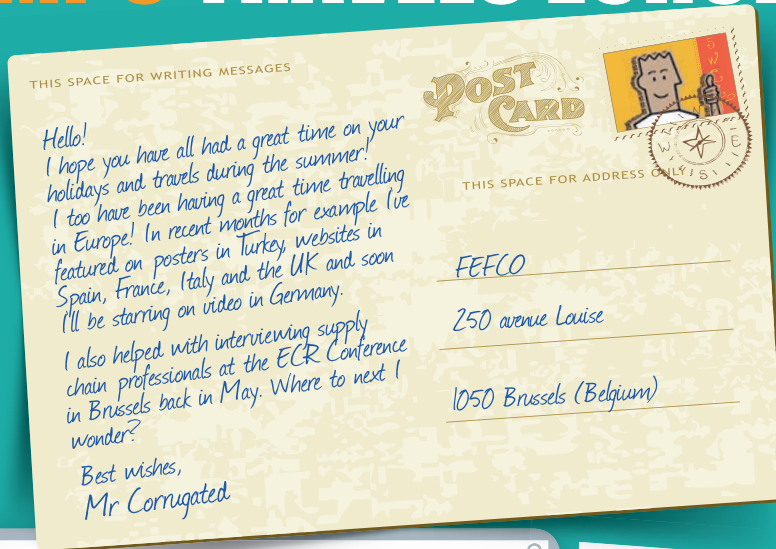 THIS SPACE FOR WRITING MESSAGES
POST
CARD
Hello!
I hope you have all had a great time on your
holidays and travels during the summer!
I too have been having a great time travelling
in Europe! In recent months for example I've
featured on posters in Turkey, websites in
Spain, France, Italy and the UK and soon
I'll be starring on video in Germany.
I also helped with interviewing supply
chain professionals at the ECR Conference
in Brussels back in May. Where to next I
wonder?
Best wishes,
Mr Corrugated
THIS SPACE FOR ADDRESS ONLY
W E
S
FEFCO
250 avenue Louise
1050 Brussels (Belgium)